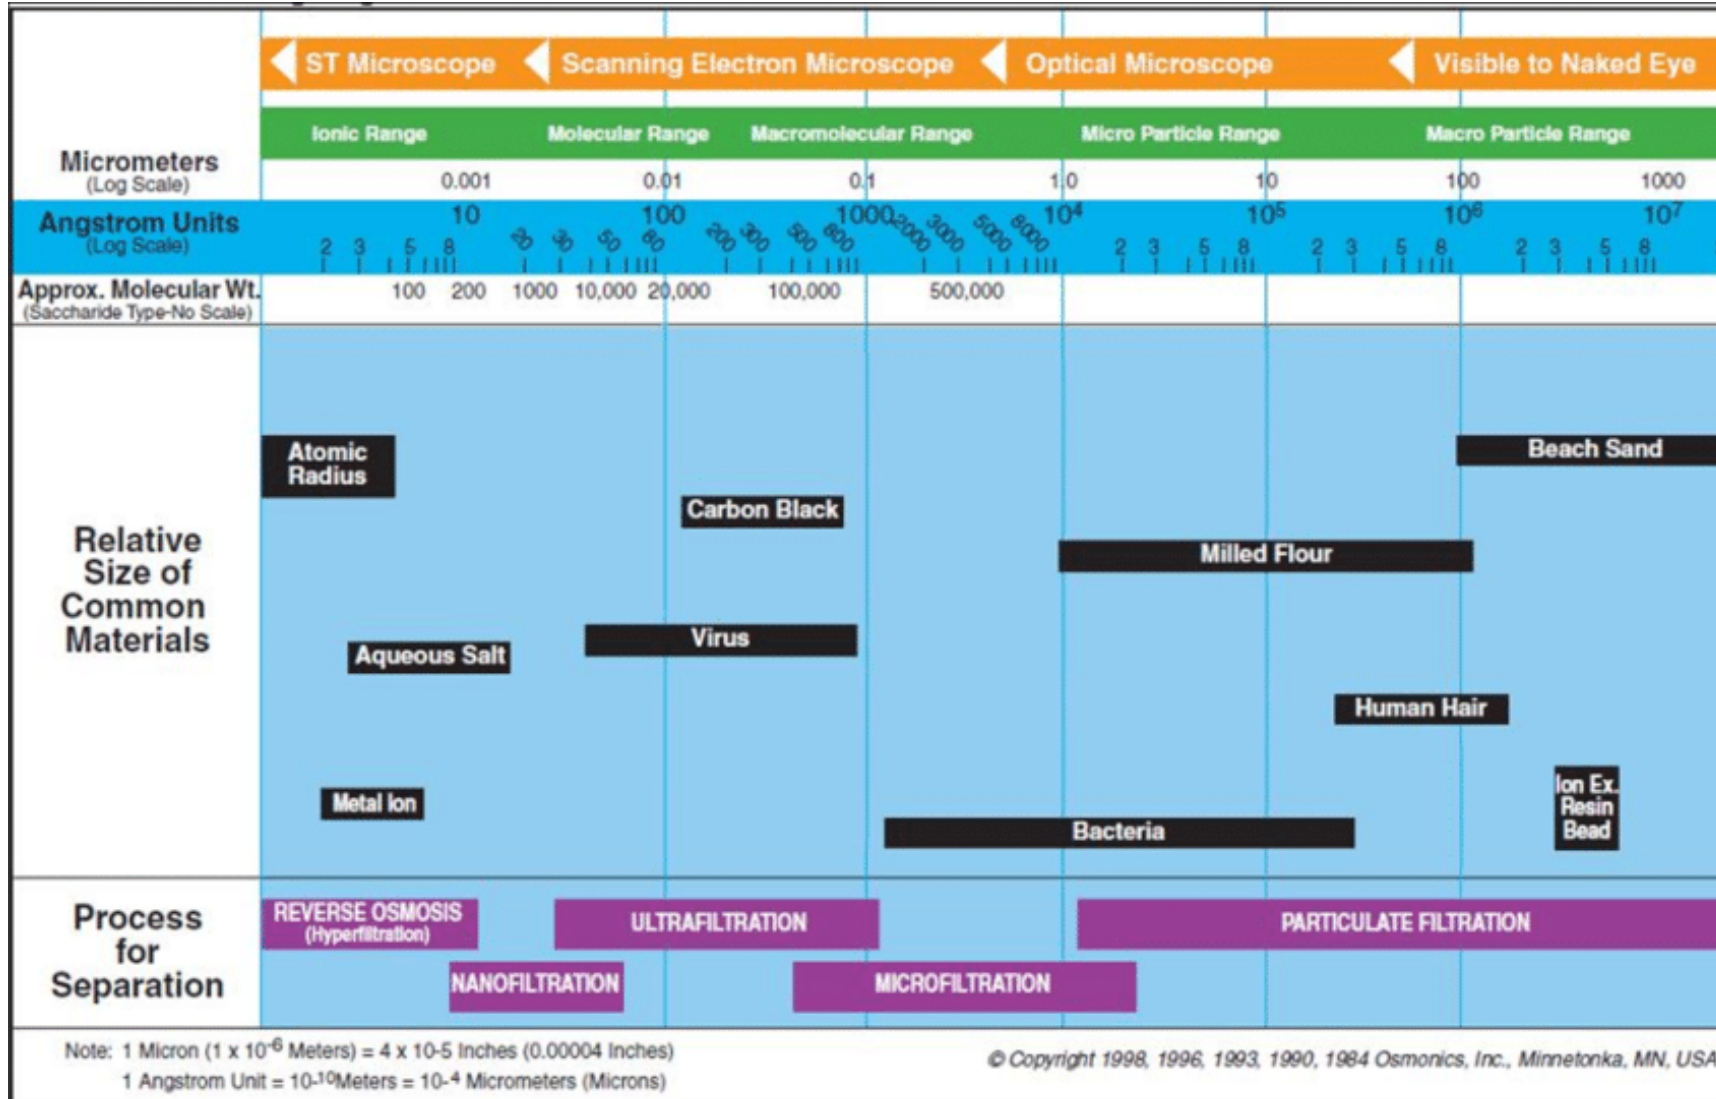 ST Microscope Scanning Electron Microscope Optical Microscope Visible to Naked Eye
Ionic Range Molecular Range Macromolecular Range Micro Particle Range Macro Particle Range
Micrometers
(Log Scale)
0.001 0.01 0.1 1.0 10 100 1000
Angstrom Units
(Log Scale)
10 100 1000 10⁴ 10⁵ 10⁶ 10⁷
2 3 5 8 20 30 50 80 200 300 500 800 2000 3000 5000 8000 2 3 5 8 2 3 5 8 2 3 5 8
Approx. Molecular Wt.
(Saccharide Type-No Scale)
100 200 1000 10,000 20,000 100,000 500,000
Relative
Size of
Common
Materials
Atomic
Radius
Beach Sand
Carbon Black
Milled Flour
Virus
Aqueous Salt
Human Hair
Metal Ion
Ion Ex.
Resin
Bead
Bacteria
Process
for
Separation
REVERSE OSMOSIS
(Hyperfiltration)
ULTRAFILTRATION
PARTICULATE FILTRATION
NANOFILTRATION
MICROFILTRATION
Note: 1 Micron (1 x 10⁻⁶ Meters) = 4 x 10-5 Inches (0.00004 Inches)
1 Angstrom Unit = 10-¹⁰Meters = 10-⁴ Micrometers (Microns)
© Copyright 1998, 1996, 1993, 1990, 1984 Osmonics, Inc., Minnetonka, MN, USA